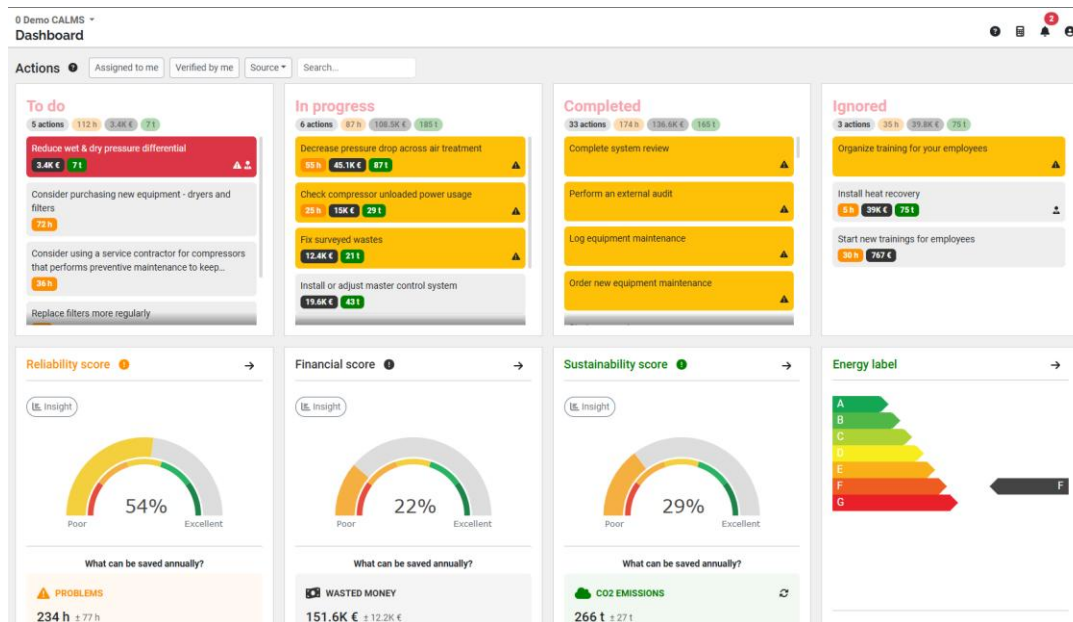 0 Demo CALMS
Dashboard
2
Actions
Assigned to me
Verified by me
Source
Search...
To do
5 actions 112 h 3.4K € 7 t
Reduce wet & dry pressure differential
3.4K € 7 t
Consider purchasing new equipment - dryers and
filters
72 h
Consider using a service contractor for compressors
that performs preventive maintenance to keep...
36 h
Replace filters more regularly
In progress
6 actions 87 h 108.5K € 185 t
Decrease pressure drop across air treatment
55 h 45.1K € 87 t
Check compressor unloaded power usage
25 h 15K € 29 t
Fix surveyed wastes
12.4K € 21 t
Install or adjust master control system
19.6K € 43 t
Completed
33 actions 174 h 136.6K € 165 t
Complete system review
Perform an external audit
Log equipment maintenance
Order new equipment maintenance
Ignored
3 actions 35 h 39.8K € 75 t
Organize training for your employees
Install heat recovery
5 h 39K € 75 t
Start new trainings for employees
30 h 767 €
Reliability score
Insight
54%
Poor Excellent
What can be saved annually?
PROBLEMS
234 h ± 77 h
Financial score
Insight
22%
Poor Excellent
What can be saved annually?
WASTED MONEY
151.6K € ± 12.2K €
Sustainability score
Insight
29%
Poor Excellent
What can be saved annually?
CO2 EMISSIONS
266 t ± 27 t
Energy label
A
B
C
D
E
F
G
F